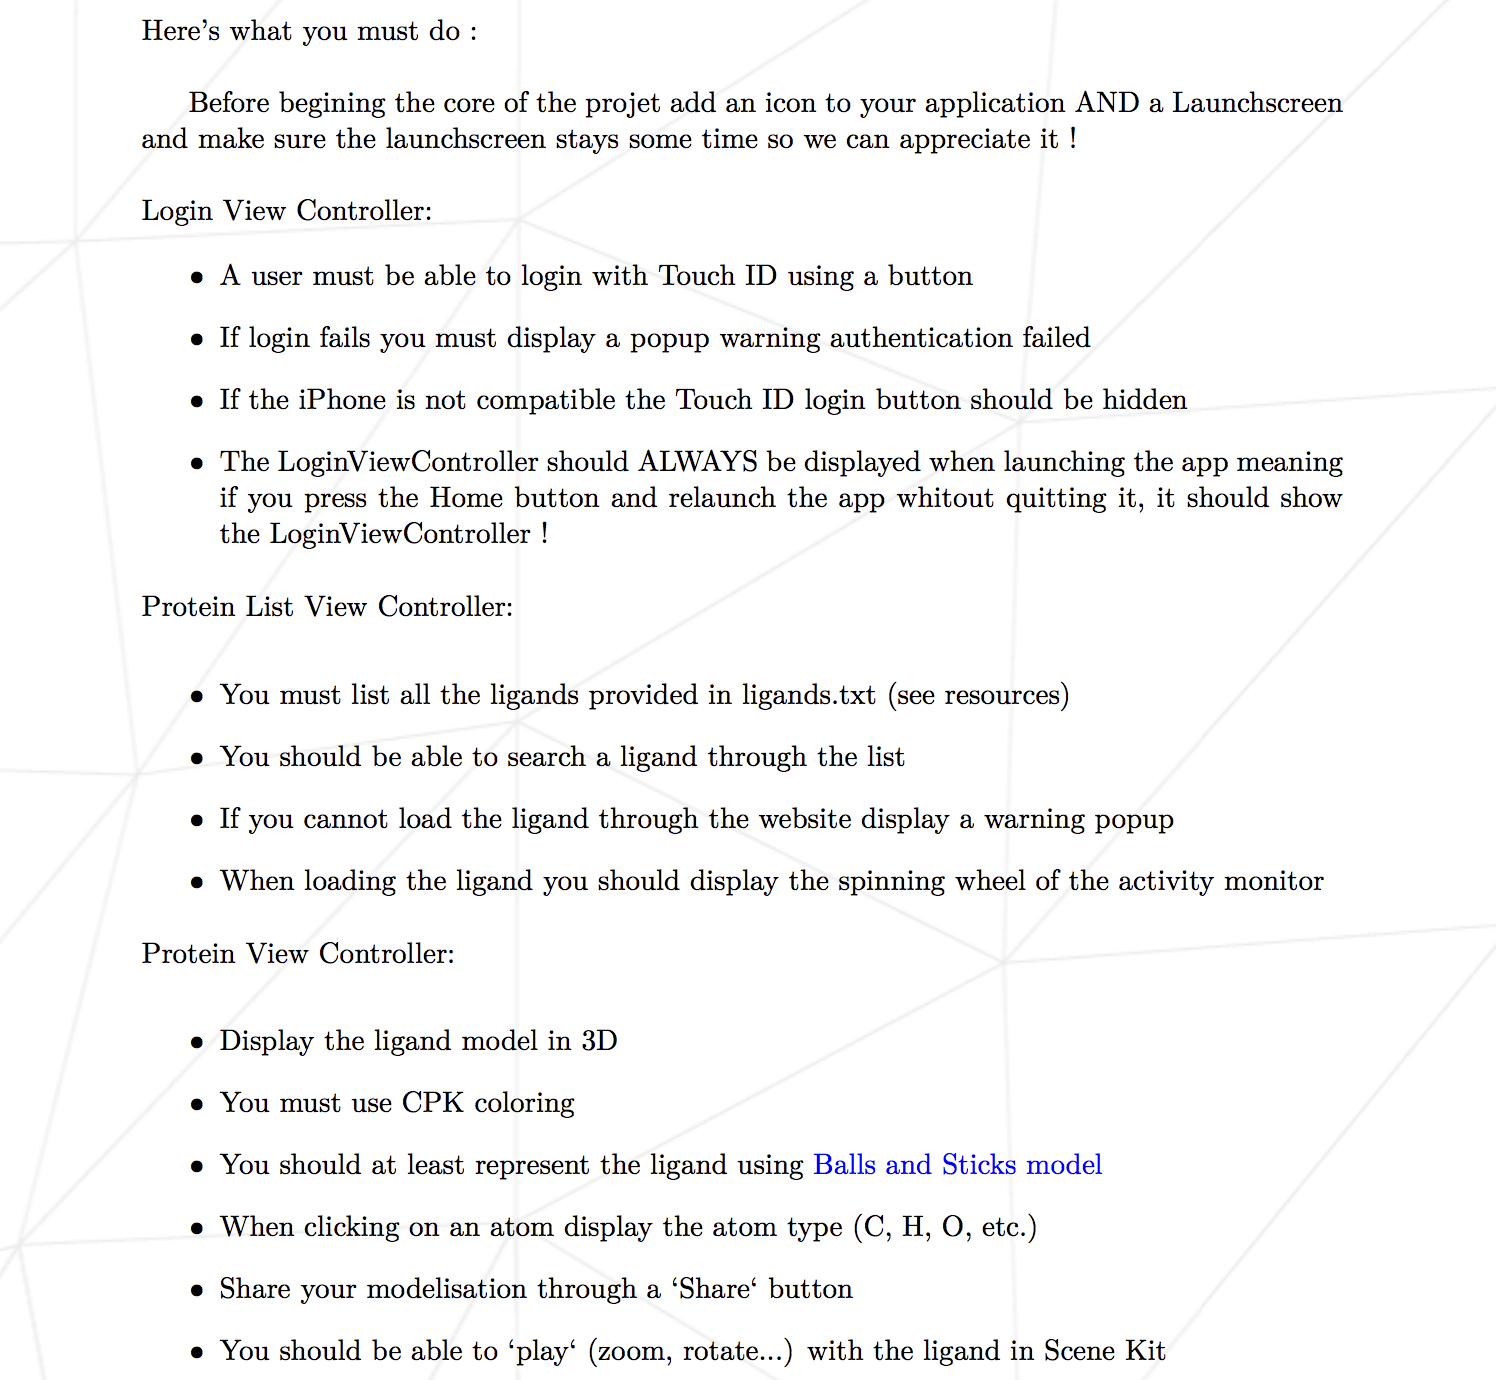 Here's what you must do :
Before begining the core of the projet add an icon to your application AND a Launchscreen
and make sure the launchscreen stays some time so we can appreciate it !
Login View Controller:
• A user must be able to login with Touch ID using a button
• If login fails you must display a popup warning authentication failed
• If the iPhone is not compatible the Touch ID login button should be hidden
• The LoginViewController should ALWAYS be displayed when launching the app meaning
if you press the Home button and relaunch the app whitout quitting it, it should show
the LoginViewController !
Protein List View Controller:
• You must list all the ligands provided in ligands.txt (see resources)
• You should be able to search a ligand through the list
• If you cannot load the ligand through the website display a warning popup
• When loading the ligand you should display the spinning wheel of the activity monitor
Protein View Controller:
• Display the ligand model in 3D
• You must use CPK coloring
• You should at least represent the ligand using Balls and Sticks model
• When clicking on an atom display the atom type (C, H, O, etc.)
• Share your modelisation through a ‘Share‘ button
• You should be able to ‘play‘ (zoom, rotate...) with the ligand in Scene Kit